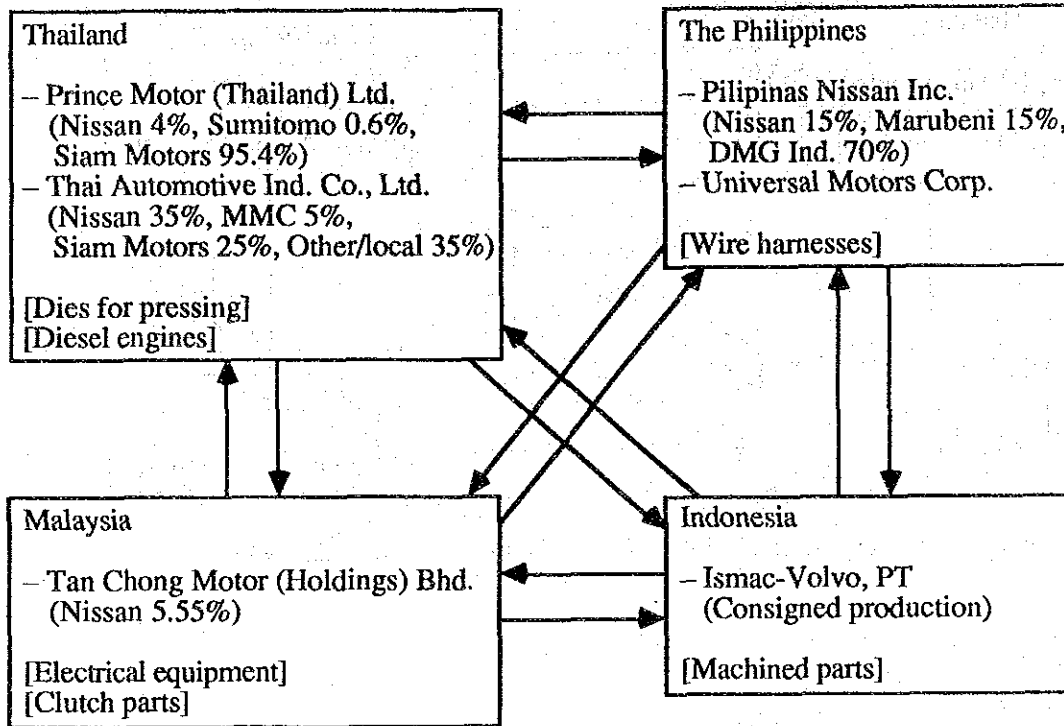 Thailand
– Prince Motor (Thailand) Ltd.
(Nissan 4%, Sumitomo 0.6%,
Siam Motors 95.4%)
– Thai Automotive Ind. Co., Ltd.
(Nissan 35%, MMC 5%,
Siam Motors 25%, Other/local 35%)
[Dies for pressing]
[Diesel engines]
The Philippines
– Pilipinas Nissan Inc.
(Nissan 15%, Marubeni 15%,
DMG Ind. 70%)
– Universal Motors Corp.
[Wire harnesses]
Malaysia
– Tan Chong Motor (Holdings) Bhd.
(Nissan 5.55%)
[Electrical equipment]
[Clutch parts]
Indonesia
– Ismac-Volvo, PT
(Consigned production)
[Machined parts]